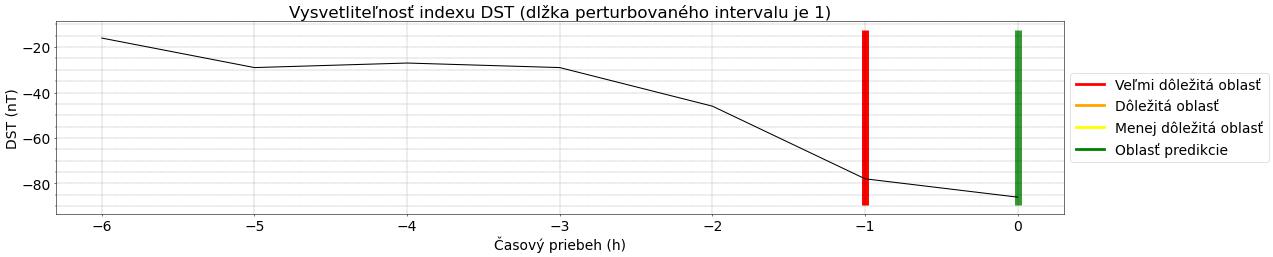 Vysvetliteľnosť indexu DST (dĺžka perturbovaného intervalu je 1)
DST (nT)
−20
−40
−60
−80
−6 −5 −4 −3 −2 −1 0
Časový priebeh (h)
Veľmi dôležitá oblasť
Dôležitá oblasť
Menej dôležitá oblasť
Oblasť predikcie